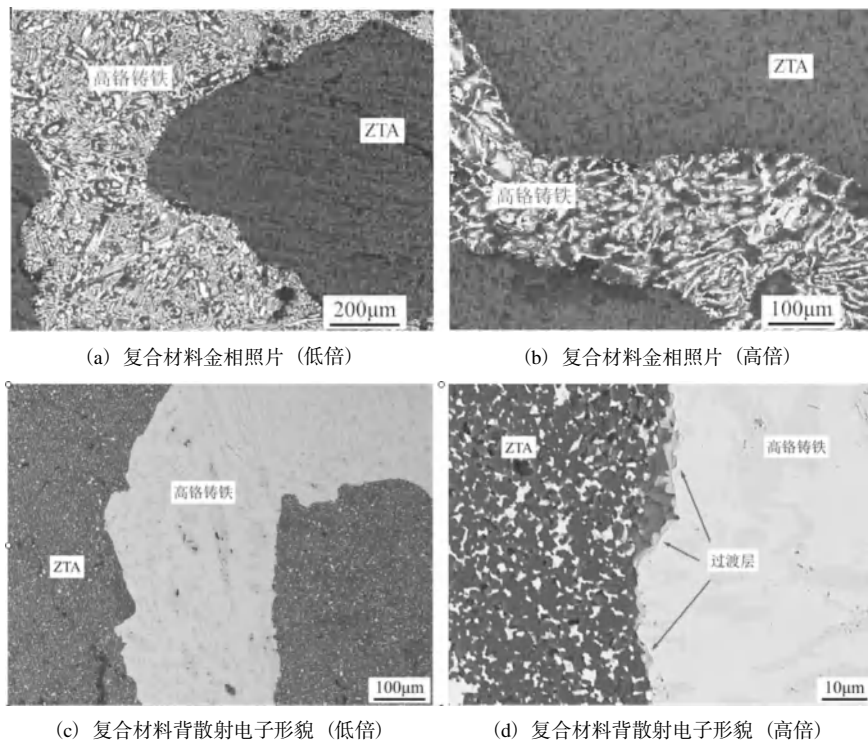 高铬铸铁
ZTA
200μm
ZTA
高铬铸铁
100μm
(a) 复合材料金相照片 (低倍)
(b) 复合材料金相照片 (高倍)
高铬铸铁
ZTA
100μm
ZTA
高铬铸铁
过渡层
10μm
(c) 复合材料背散射电子形貌 (低倍)
(d) 复合材料背散射电子形貌 (高倍)